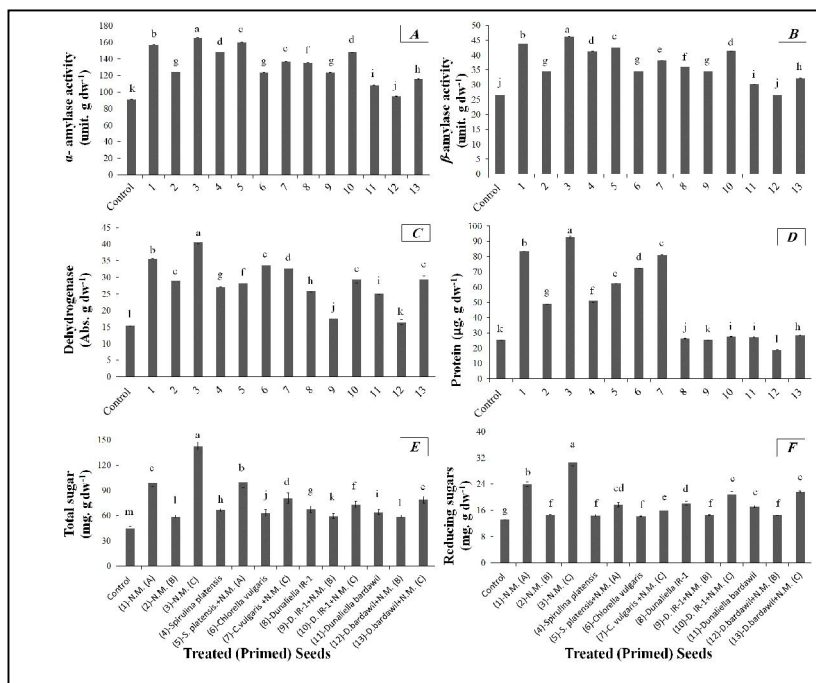 A
α- amylase activity
(unit. g dw⁻¹)
180
160
140
120
100
80
60
40
20
0
k b g a d c g e f g d i j h
Control 1 2 3 4 5 6 7 8 9 10 11 12 13
B
β-amylase activity
(unit. g dw⁻¹)
50
45
40
35
30
25
20
15
10
5
0
j b g a d c g e f g d i j h
Control 1 2 3 4 5 6 7 8 9 10 11 12 13
C
Dehydrogenase
(Abs. g dw⁻¹)
45
40
35
30
25
20
15
10
5
0
l b e a g f c d h j e i k e
Control 1 2 3 4 5 6 7 8 9 10 11 12 13
D
Protein (µg. g dw⁻¹)
100
90
80
70
60
50
40
30
20
10
0
k b g a f e d c j k i i l h
Control 1 2 3 4 5 6 7 8 9 10 11 12 13
E
Total sugar
(mg. g dw⁻¹)
150
120
90
60
30
0
m c l a h b j d g k f i l e
Control
(1)-N.M. (A)
(2)-N.M. (B)
(3)-N.M. (C)
(4)-Spirulina platensis
(5)-S. platensis+N.M. (A)
(6)-Chlorella vulgaris
(7)-C.vulgaris +N.M. (C)
(8)-Dunaliella IR-1
(9)-D. IR-1+N.M. (B)
(10)-D. IR-1+N.M. (C)
(11)-Dunaliella bardawil
(12)-D.bardawil+N.M. (B)
(13)-D.bardawil+N.M. (C)
Treated (Primed) Seeds
F
Reducing sugars
(mg. g dw⁻¹)
40
32
24
16
8
0
g b f a f cd f e d f c e f c
Control
(1)-N.M. (A)
(2)-N.M. (B)
(3)-N.M. (C)
(4)-Spirulina platensis
(5)-S. platensis+N.M. (A)
(6)-Chlorella vulgaris
(7)-C. vulgaris +N.M. (C)
(8)-Dunaliella IR-1
(9)-D. IR-1+N.M. (B)
(10)-D. IR-1+N.M. (C)
(11)-Dunaliella bardawil
(12)-D.bardawil+N.M. (B)
(13)-D.bardawil+N.M. (C)
Treated (Primed) Seeds